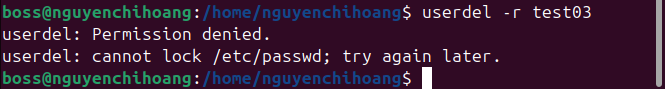 boss@nguyenchihoang:/home/nguyenchihoang$ userdel -r test03
userdel: Permission denied.
userdel: cannot lock /etc/passwd; try again later.
boss@nguyenchihoang:/home/nguyenchihoang$